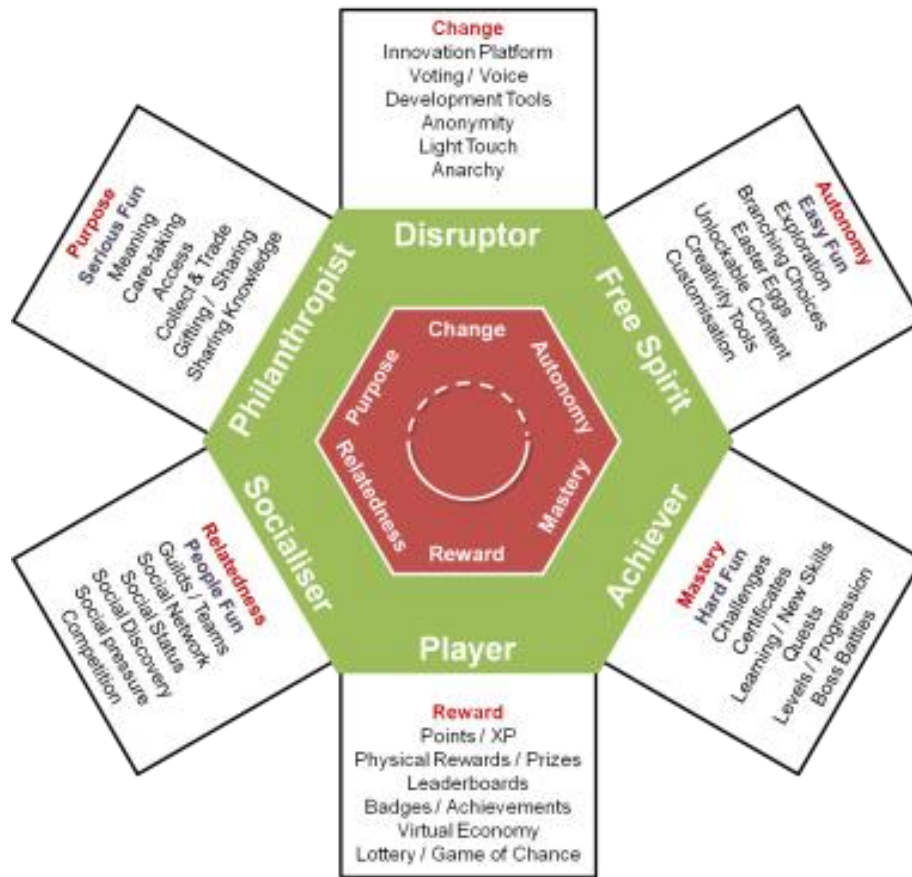 Change
Innovation Platform
Voting / Voice
Development Tools
Anonymity
Light Touch
Anarchy
Purpose
Serious Fun
Meaning
Care-taking
Access
Collect & Trade
Gifting / Sharing
Sharing Knowledge
Autonomy
Easy Fun
Exploration
Branching Choices
Easter Eggs
Unlockable Content
Creativity Tools
Customisation
Disruptor
Philanthropist
Free Spirit
Change
Purpose
Autonomy
Relatedness
Mastery
Reward
Socialiser
Achiever
Player
Relatedness
People Fun
Guilds / Teams
Social Network
Social Status
Social Discovery
Social pressure
Competition
Mastery
Hard Fun
Challenges
Certificates
Learning / New Skills
Quests
Levels / Progression
Boss Battles
Reward
Points / XP
Physical Rewards / Prizes
Leaderboards
Badges / Achievements
Virtual Economy
Lottery / Game of Chance